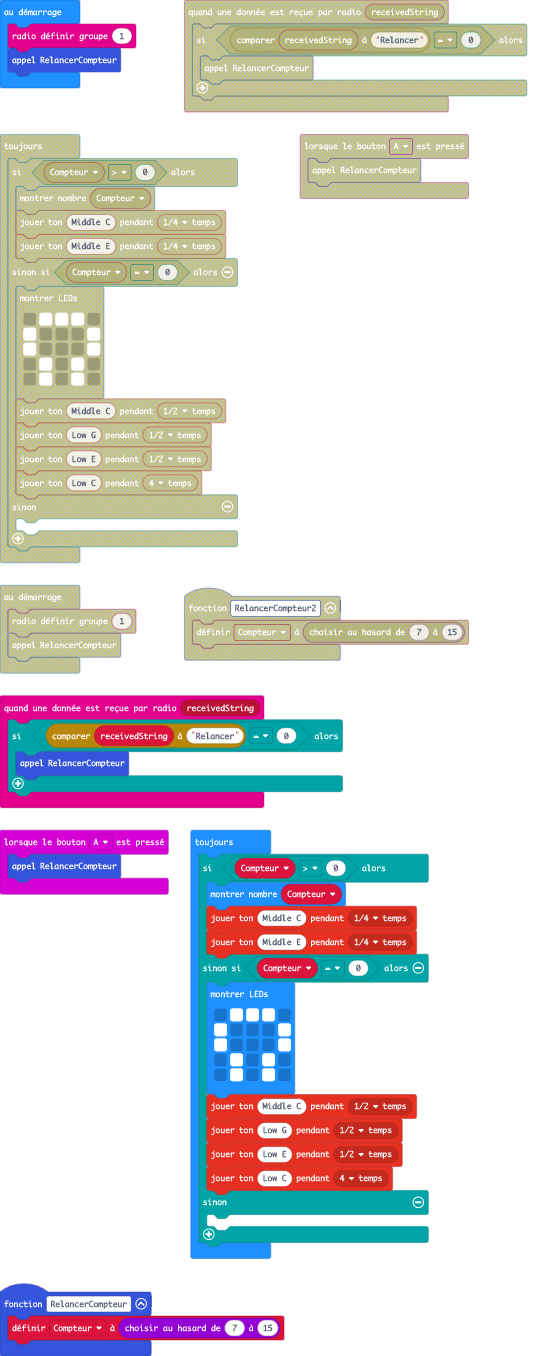 au démarrage
radio définir groupe 1
appel RelancerCompteur
quand une donnée est reçue par radio receivedString
si comparer receivedString à "Relancer" = 0 alors
appel RelancerCompteur
toujours
si Compteur > 0 alors
montrer nombre Compteur
jouer ton Middle C pendant 1/4 temps
jouer ton Middle E pendant 1/4 temps
sinon si Compteur = 0 alors
montrer LEDs
jouer ton Middle C pendant 1/2 temps
jouer ton Low G pendant 1/2 temps
jouer ton Low E pendant 1/2 temps
jouer ton Low C pendant 4 temps
sinon
lorsque le bouton A est pressé
appel RelancerCompteur
au démarrage
radio définir groupe 1
appel RelancerCompteur
fonction RelancerCompteur2
définir Compteur à choisir au hasard de 7 à 15
quand une donnée est reçue par radio receivedString
si comparer receivedString à "Relancer" = 0 alors
appel RelancerCompteur
lorsque le bouton A est pressé
appel RelancerCompteur
toujours
si Compteur > 0 alors
montrer nombre Compteur
jouer ton Middle C pendant 1/4 temps
jouer ton Middle E pendant 1/4 temps
sinon si Compteur = 0 alors
montrer LEDs
jouer ton Middle C pendant 1/2 temps
jouer ton Low G pendant 1/2 temps
jouer ton Low E pendant 1/2 temps
jouer ton Low C pendant 4 temps
sinon
fonction RelancerCompteur
définir Compteur à choisir au hasard de 7 à 15